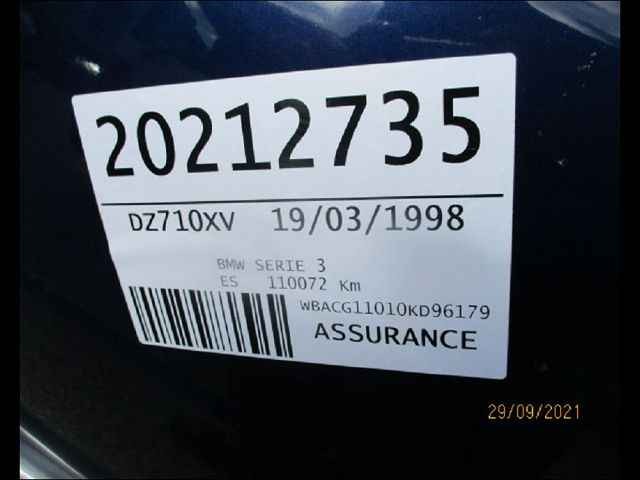 20212735
DZ710XV 19/03/1998
BMW SERIE 3
ES 110072 Km
WBACG11010KD96179
ASSURANCE
29/09/2021